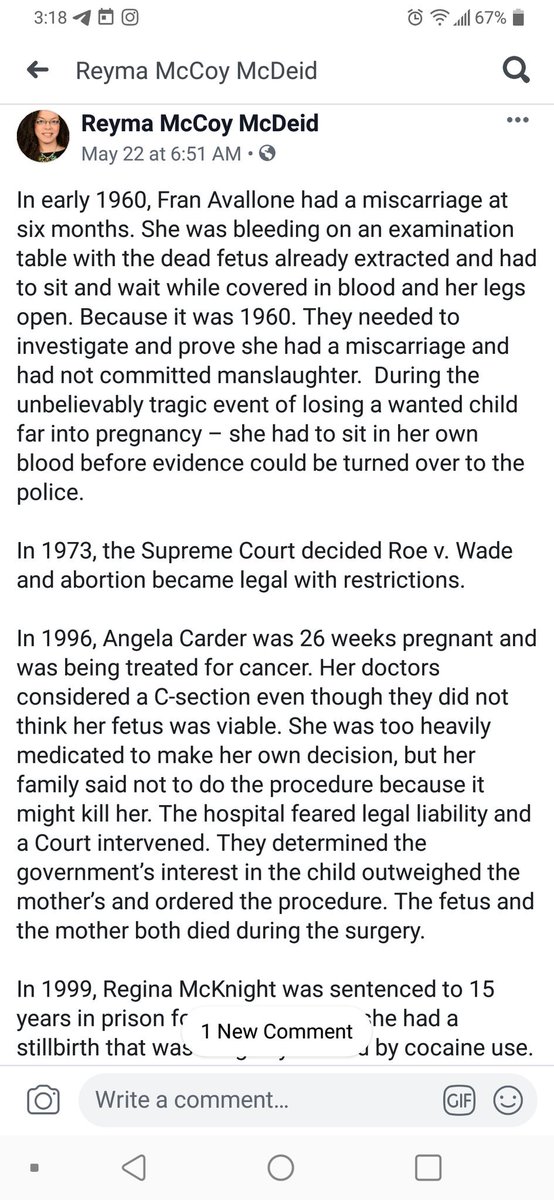 3:18 67%
Reyma McCoy McDeid
Reyma McCoy McDeid
May 22 at 6:51 AM •
In early 1960, Fran Avallone had a miscarriage at
six months. She was bleeding on an examination
table with the dead fetus already extracted and had
to sit and wait while covered in blood and her legs
open. Because it was 1960. They needed to
investigate and prove she had a miscarriage and
had not committed manslaughter.  During the
unbelievably tragic event of losing a wanted child
far into pregnancy – she had to sit in her own
blood before evidence could be turned over to the
police.
In 1973, the Supreme Court decided Roe v. Wade
and abortion became legal with restrictions.
In 1996, Angela Carder was 26 weeks pregnant and
was being treated for cancer. Her doctors
considered a C-section even though they did not
think her fetus was viable. She was too heavily
medicated to make her own decision, but her
family said not to do the procedure because it
might kill her. The hospital feared legal liability and
a Court intervened. They determined the
government's interest in the child outweighed the
mother's and ordered the procedure. The fetus and
the mother both died during the surgery.
In 1999, Regina McKnight was sentenced to 15
years in prison she had a
1 New Comment
stillbirth that was by cocaine use.
Write a comment...
GIF